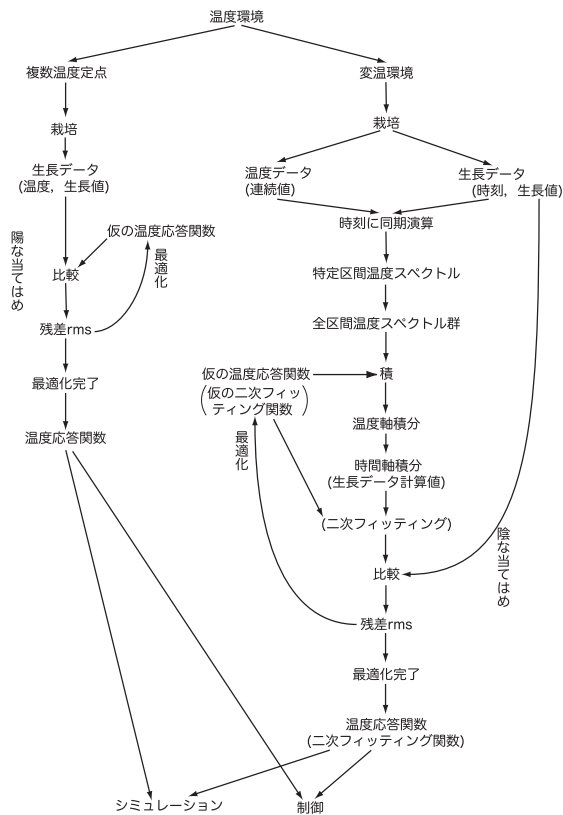 温度環境
複数温度定点
栽培
生長データ
(温度，生長値)
陽な当てはめ
仮の温度応答関数
最適化
比較
残差rms
最適化完了
温度応答関数
変温環境
栽培
温度データ
(連続値)
生長データ
(時刻，生長値)
時刻に同期演算
特定区間温度スペクトル
全区間温度スペクトル群
仮の温度応答関数
(仮の二次フィッ
ティング関数)
積
最適化
温度軸積分
時間軸積分
(生長データ計算値)
(二次フィッティング)
陰な当てはめ
比較
残差rms
最適化完了
温度応答関数
(二次フィッティング関数)
シミュレーション
制御